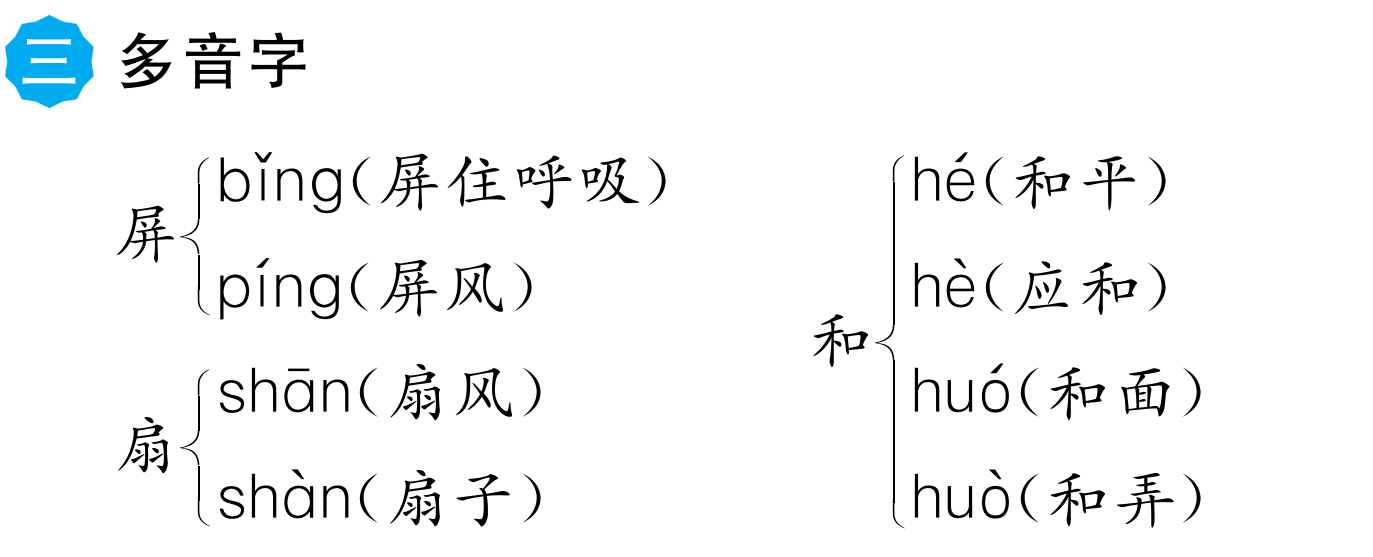 三 多音字
屏
bǐng(屏住呼吸)
píng(屏风)
扇
shān(扇风)
shàn(扇子)
和
hé(和平)
hè(应和)
huó(和面)
huò(和弄)